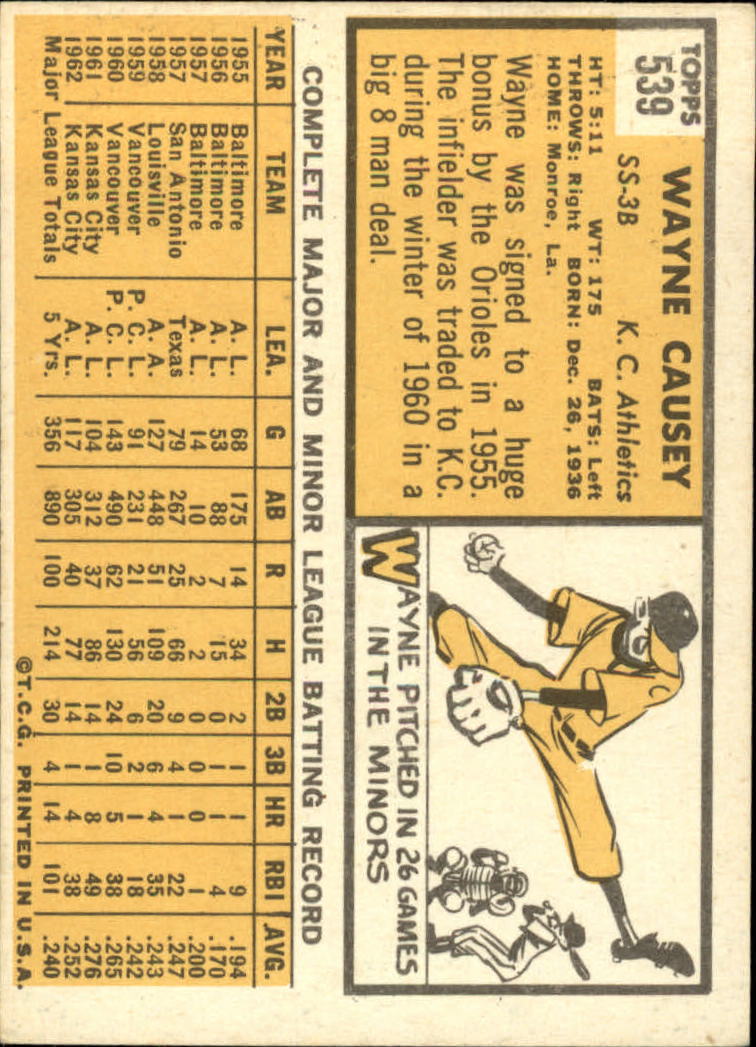 TOPPS
539
WAYNE CAUSEY
SS-3B K. C. Athletics
HT: 5:11 WT: 175 BATS: Left
THROWS: Right BORN: Dec. 26, 1936
HOME: Monroe, La.
Wayne was signed to a huge
bonus by the Orioles in 1955.
The infielder was traded to K.C.
during the winter of 1960 in a
big 8 man deal.
WAYNE PITCHED IN 26 GAMES
IN THE MINORS
COMPLETE MAJOR AND MINOR LEAGUE BATTING RECORD
YEAR TEAM LEA. G AB R H 2B 3B HR RBI AVG.
1955 Baltimore A. L. 68 175 14 34 2 1 1 9 .194
1956 Baltimore A. L. 53 88 7 15 0 1 1 4 .170
1957 Baltimore A. L. 14 10 2 2 0 0 0 1 .200
1957 San Antonio Texas 79 267 25 66 9 4 1 22 .247
1958 Louisville A. A. 127 448 51 109 20 6 4 35 .243
1959 Vancouver P. C. L. 91 231 21 56 6 2 1 18 .242
1960 Vancouver P. C. L. 143 490 62 130 24 10 5 38 .265
1961 Kansas City A. L. 104 312 37 86 14 1 8 49 .276
1962 Kansas City A. L. 117 305 40 77 14 1 4 38 .252
Major League Totals 5 Yrs. 356 890 100 214 30 4 14 101 .240
©T.C.G. PRINTED IN U.S.A.